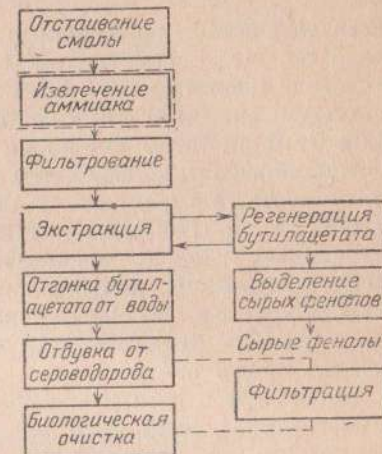 Отстаивание
смолы
Извлечение
аммиака
Фильтрование
Экстракция
Отгонка бутил-
ацетата от воды
Отдувка от
сероводорода
Биологическая
очистка
Регенерация
бутилацетата
Выделение
сырых фенолов
Сырые фенолы
Фильтрация